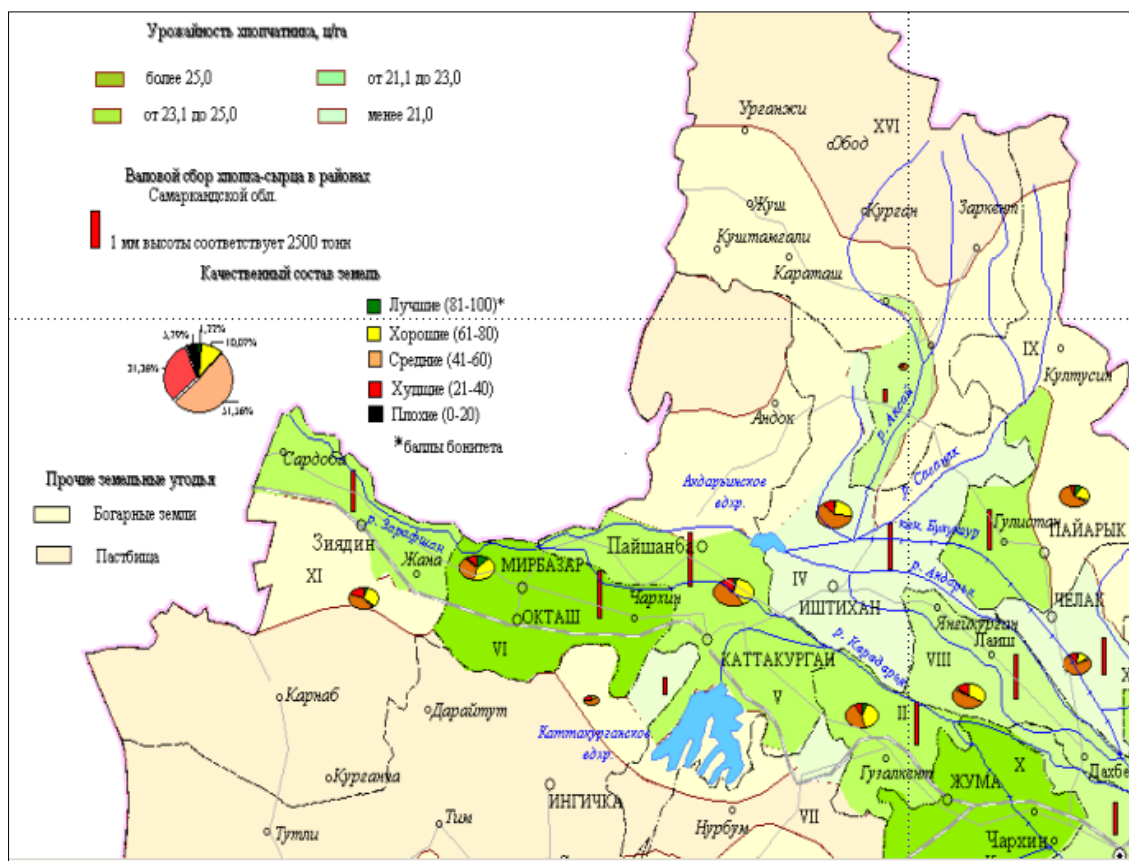 Урожайность хлопчатника, ц/га
более 25,0
от 21,1 до 23,0
от 23,1 до 25,0
менее 21,0
Валовой сбор хлопка-сырца в районах
Самаркандской обл.
1 мм высоты соответствует 2500 тонн
Качественный состав земель
Лучшие (81-100)*
Хорошие (61-80)
Средние (41-60)
Худшие (21-40)
Плохие (0-20)
*баллы бонитета
10,07%
Прочие земельные угодья
Богарные земли
Пастбища
Урганжи
XVI
Обод
Жуш
Курган
Заркент
Куштамгали
Караташ
IX
Култусин
Андок
р. Аксай
Сардоба
Акдарьинское
вдхр.
р. Зарафшан
Зиядин
Жана
Пайшанба
Гулистан
ПАЙАРЫК
XI
МИРБАЗАР
р. Акдарья
IV
ИШТИХАН
ЧЕЛАК
ОКТАШ
Чархин
Янгикурган
Лаиш
VI
р. Карадарья
КАТТАКУРГАН
VIII
V
II
Карнаб
Дарайтут
Каттакурганское
вдхр.
Гузалкент
X
ЖУМА
Дахбе
Курганча
ИНГИЧКА
Тутли
Тим
Нурбум
VII
Чархин